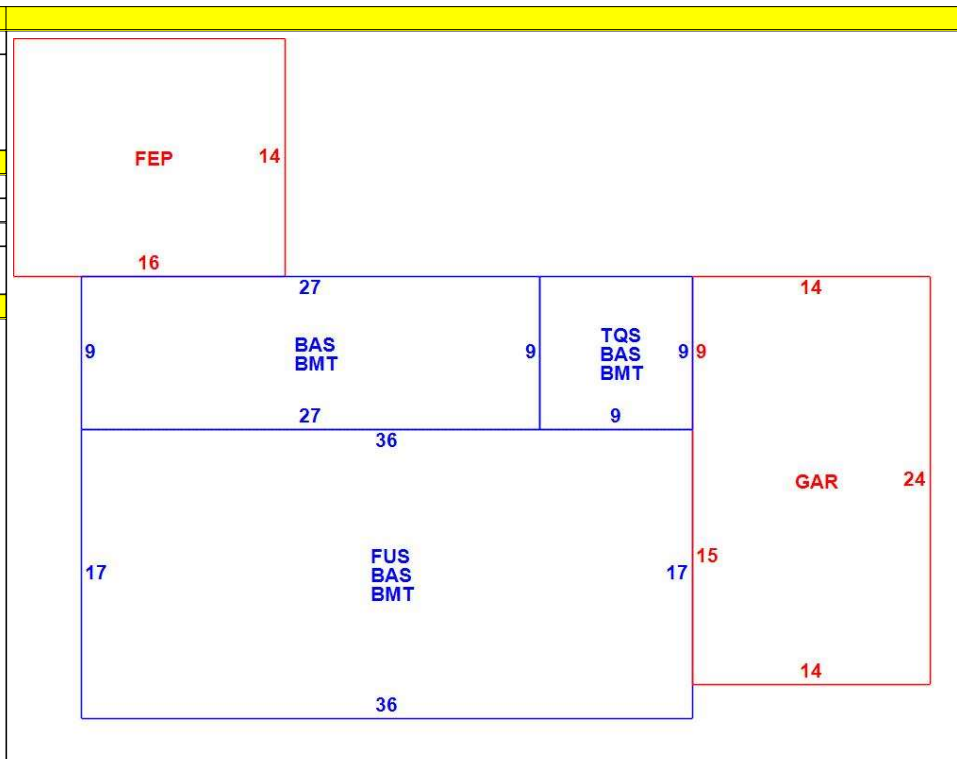 FEP 14
16
27 14
9 BAS 9 TQS 9 9
BMT BAS
BMT
27 9
36
GAR 24
17 FUS 17 15
BAS
BMT
14
36